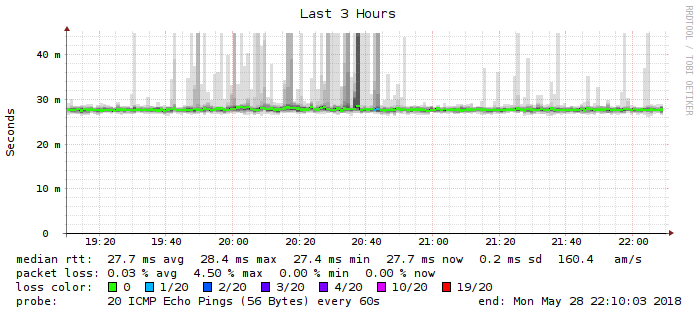 Last 3 Hours
RRDTOOL / TOBI OETIKER
Seconds
40 m
30 m
20 m
10 m
0
19:20 19:40 20:00 20:20 20:40 21:00 21:20 21:40 22:00
median rtt: 27.7 ms avg 28.4 ms max 27.4 ms min 27.7 ms now 0.2 ms sd 160.4 am/s
packet loss: 0.03 % avg 4.50 % max 0.00 % min 0.00 % now
loss color: 0 1/20 2/20 3/20 4/20 10/20 19/20
probe: 20 ICMP Echo Pings (56 Bytes) every 60s end: Mon May 28 22:10:03 2018